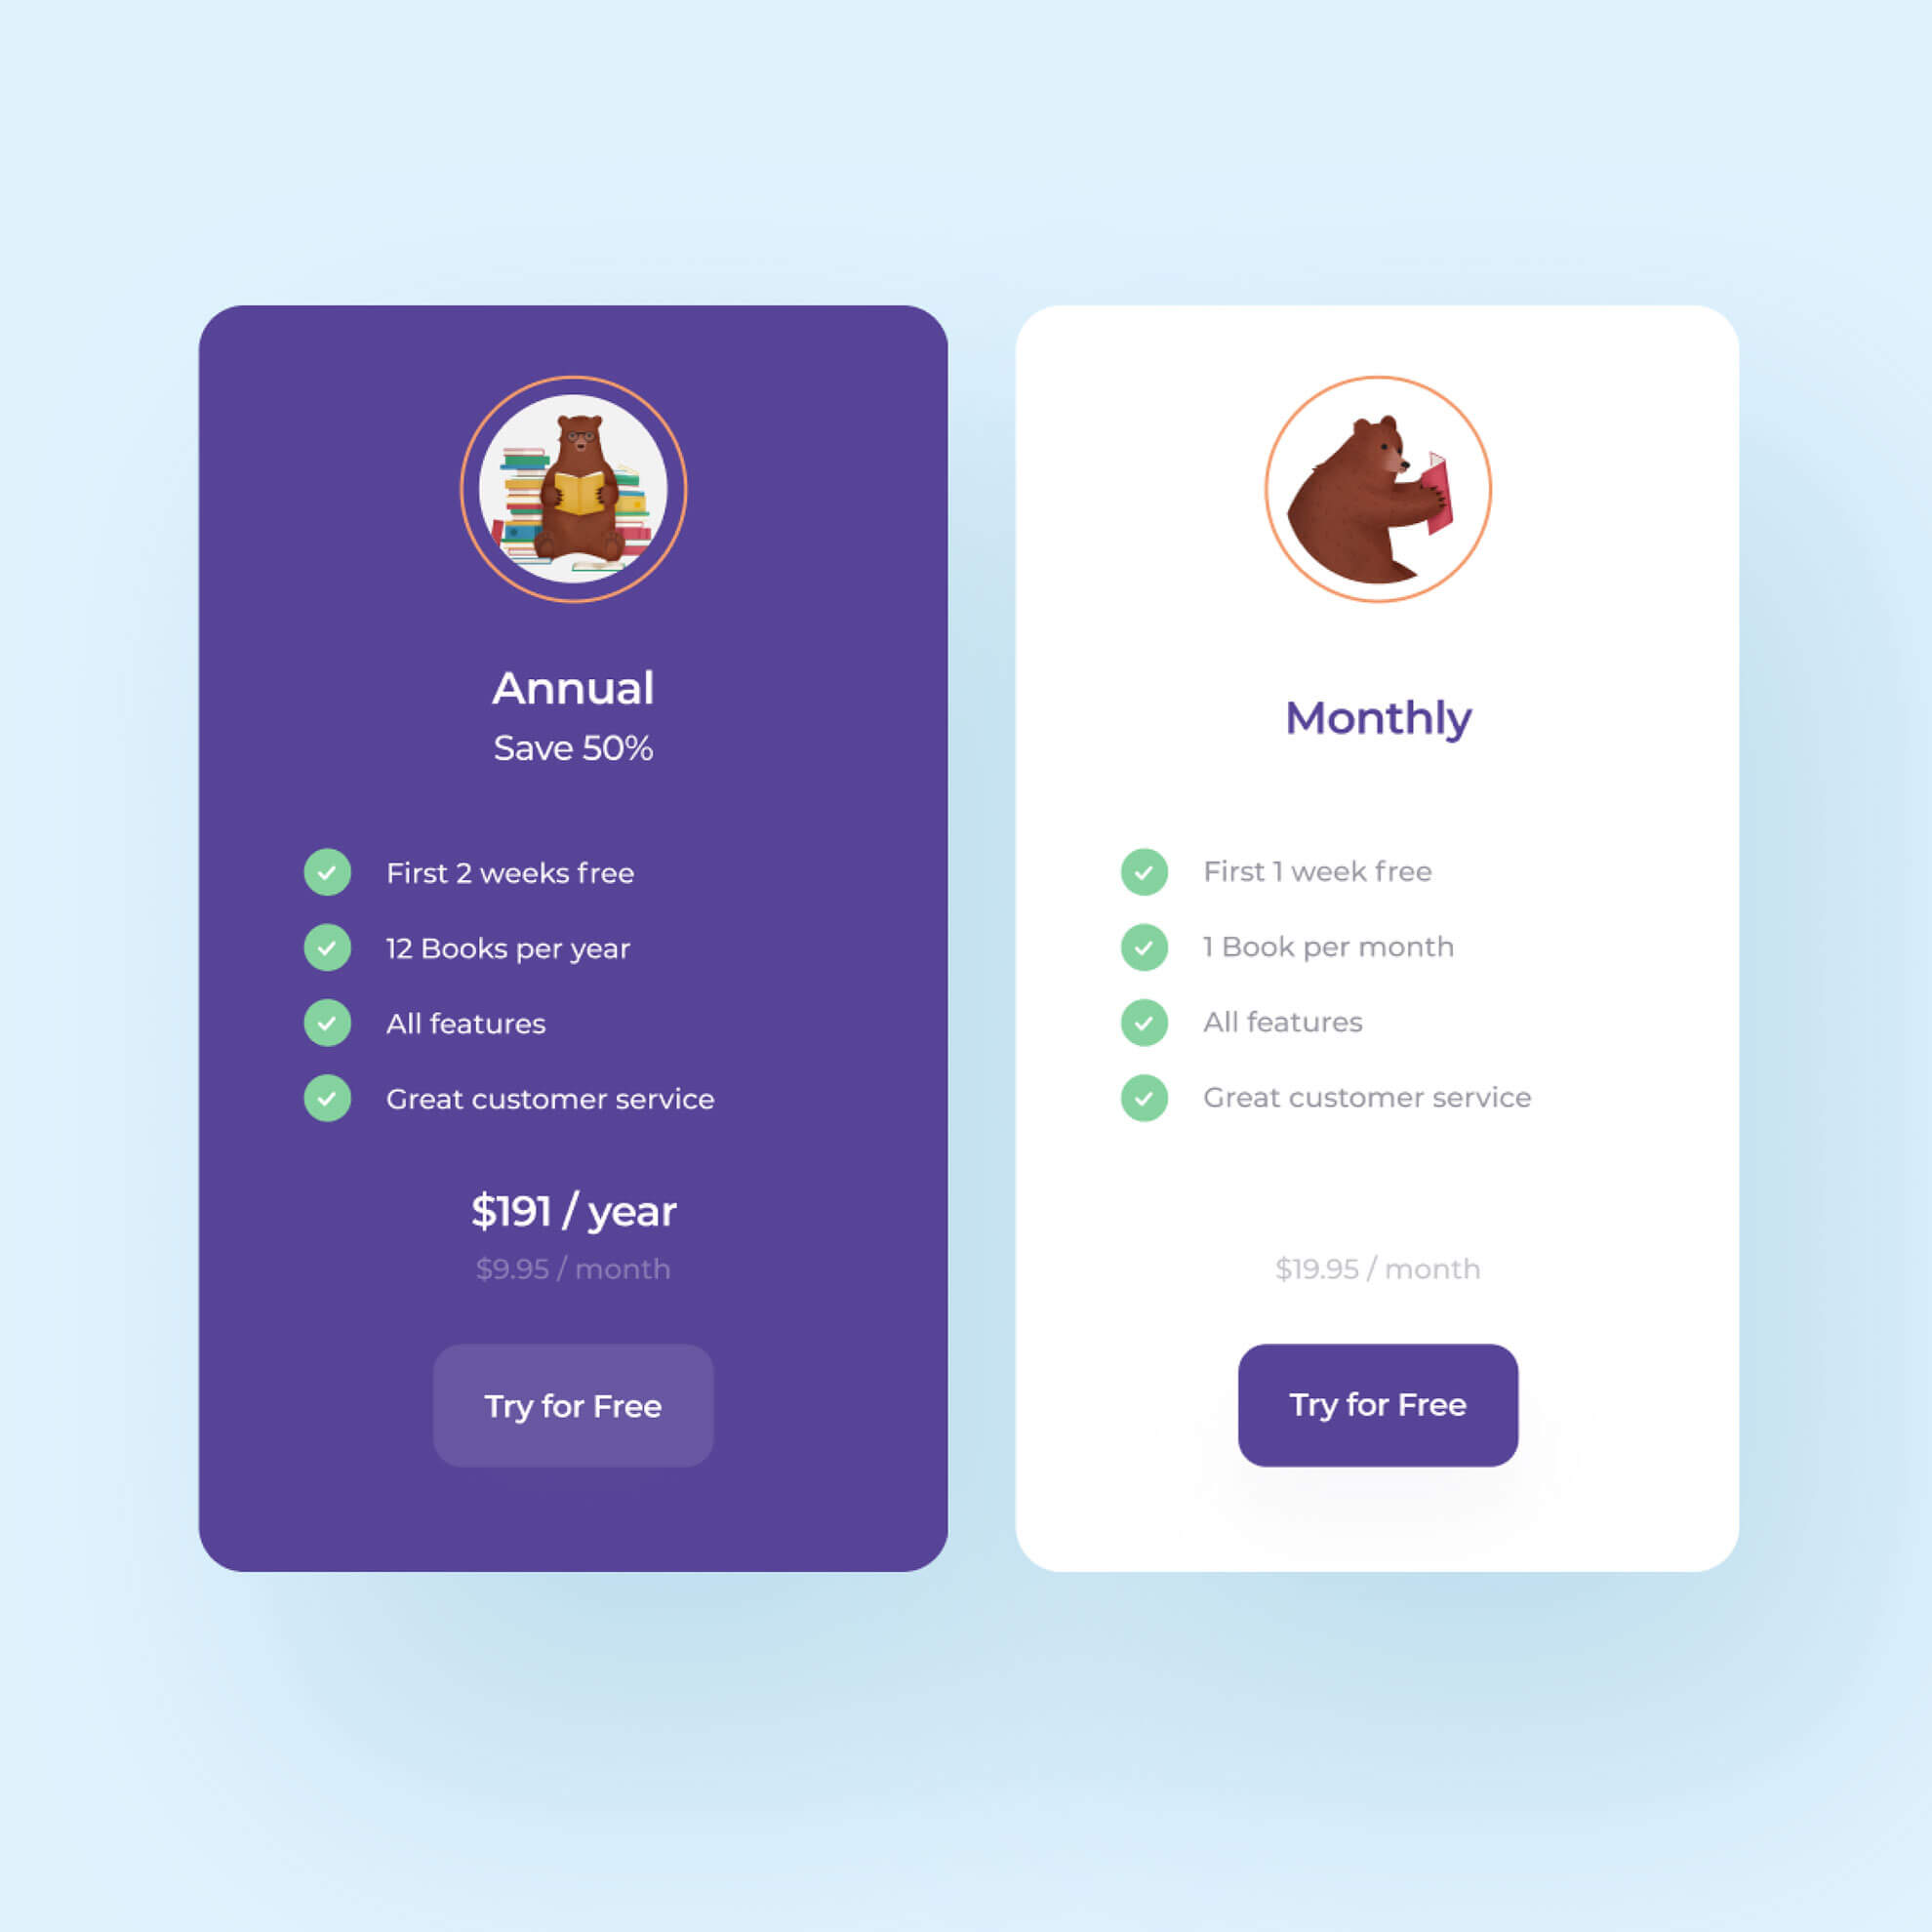 Annual
Save 50%
First 2 weeks free
12 Books per year
All features
Great customer service
$191 / year
$9.95 / month
Try for Free
Monthly
First 1 week free
1 Book per month
All features
Great customer service
$19.95 / month
Try for Free